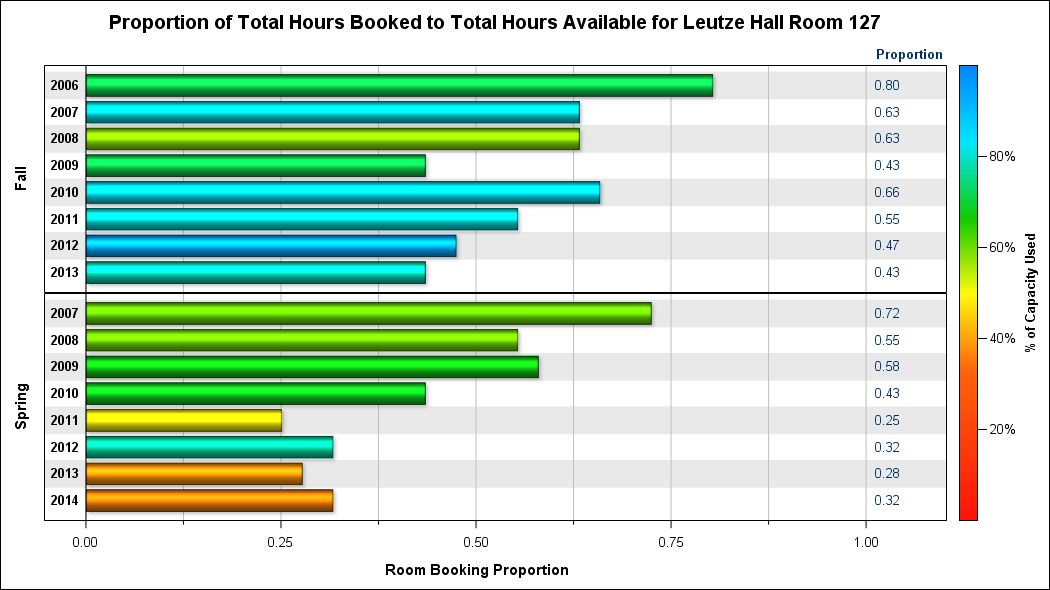 Proportion of Total Hours Booked to Total Hours Available for Leutze Hall Room 127
Proportion
Fall
2006 0.80
2007 0.63
2008 0.63
2009 0.43
2010 0.66
2011 0.55
2012 0.47
2013 0.43
Spring
2007 0.72
2008 0.55
2009 0.58
2010 0.43
2011 0.25
2012 0.32
2013 0.28
2014 0.32
0.00 0.25 0.50 0.75 1.00
Room Booking Proportion
80%
60%
40%
20%
% of Capacity Used